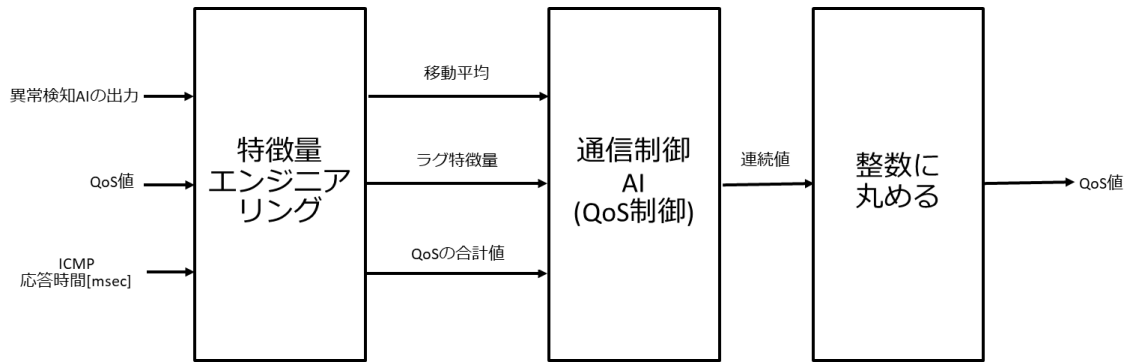 異常検知AIの出力
QoS値
ICMP
応答時間[msec]
特徴量
エンジニア
リング
移動平均
ラグ特徴量
QoSの合計値
通信制御
AI
(QoS制御)
連続値
整数に
丸める
QoS値